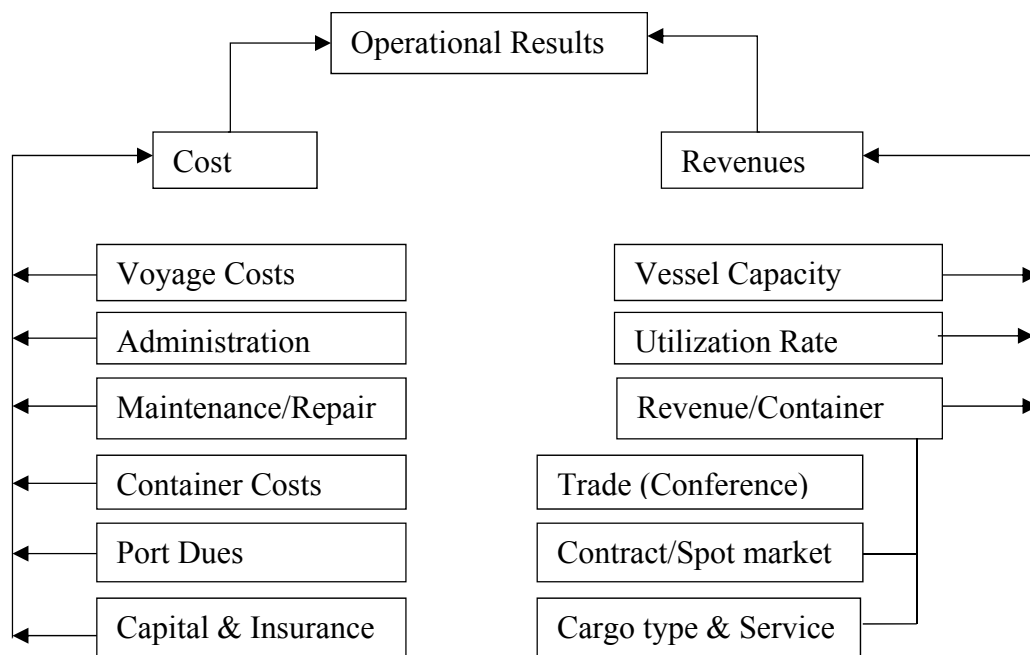 Operational Results
Cost
Revenues
Voyage Costs
Vessel Capacity
Administration
Utilization Rate
Maintenance/Repair
Revenue/Container
Container Costs
Trade (Conference)
Port Dues
Contract/Spot market
Capital & Insurance
Cargo type & Service